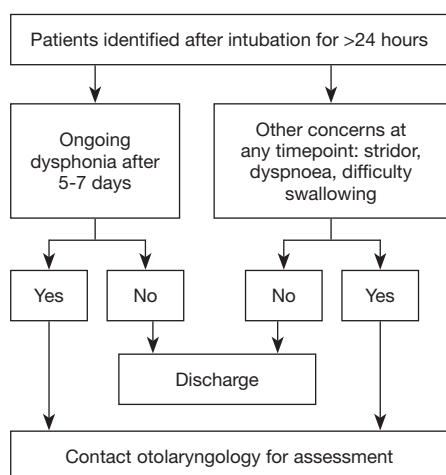 Patients identified after intubation for >24 hours
Ongoing
dysphonia after
5-7 days
Other concerns at
any timepoint: stridor,
dyspnoea, difficulty
swallowing
Yes
No
No
Yes
Discharge
Contact otolaryngology for assessment